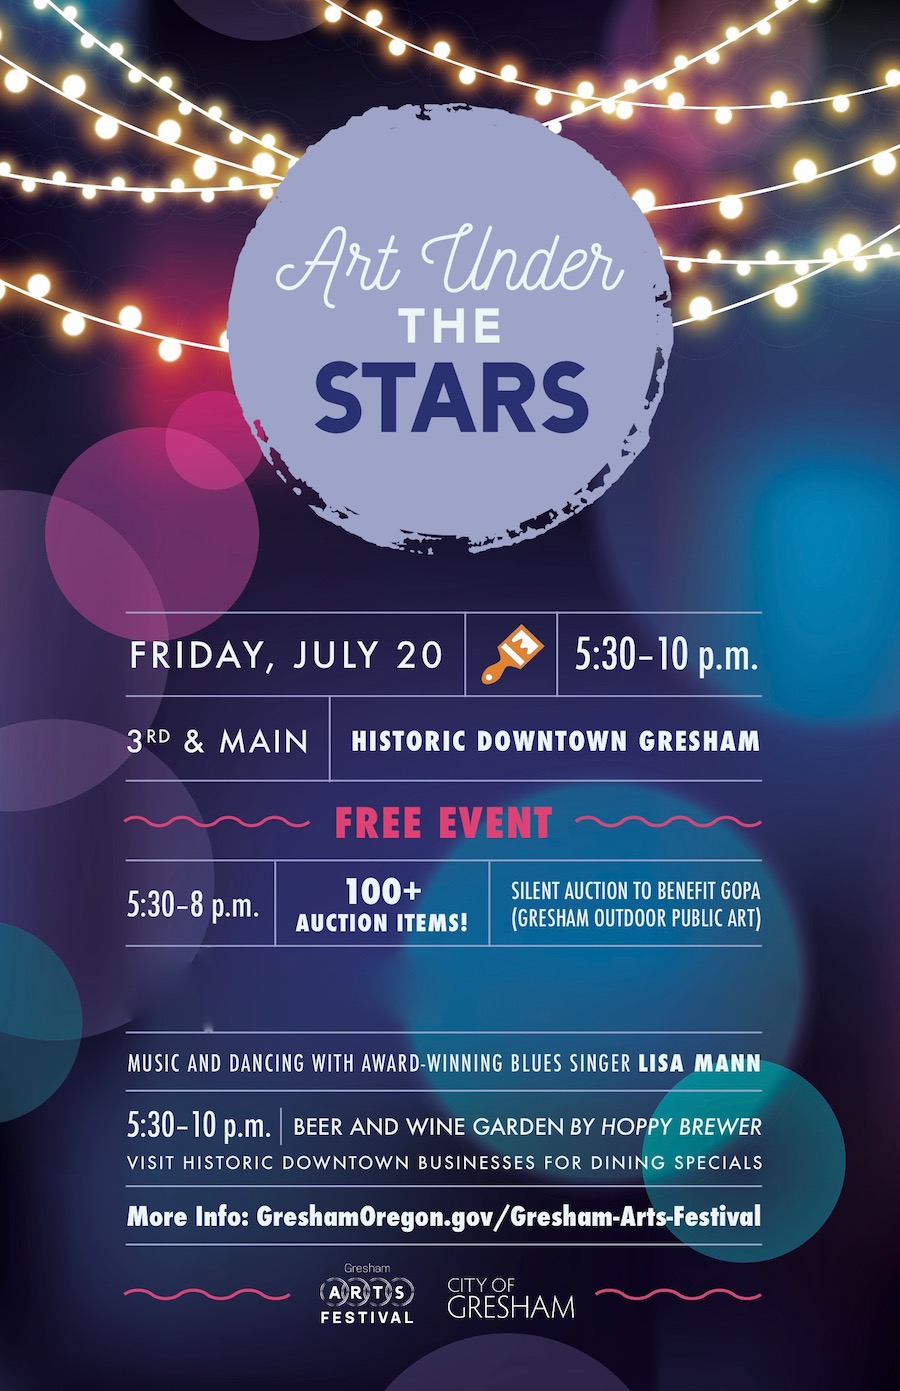 Art Under
THE
STARS
FRIDAY, JULY 20
5:30–10 p.m.
3RD & MAIN
HISTORIC DOWNTOWN GRESHAM
FREE EVENT
5:30–8 p.m.
100+
AUCTION ITEMS!
SILENT AUCTION TO BENEFIT GOPA
(GRESHAM OUTDOOR PUBLIC ART)
MUSIC AND DANCING WITH AWARD-WINNING BLUES SINGER LISA MANN
5:30–10 p.m. BEER AND WINE GARDEN BY HOPPY BREWER
VISIT HISTORIC DOWNTOWN BUSINESSES FOR DINING SPECIALS
More Info: GreshamOregon.gov/Gresham-Arts-Festival
Gresham
ARTS
FESTIVAL
CITY OF
GRESHAM